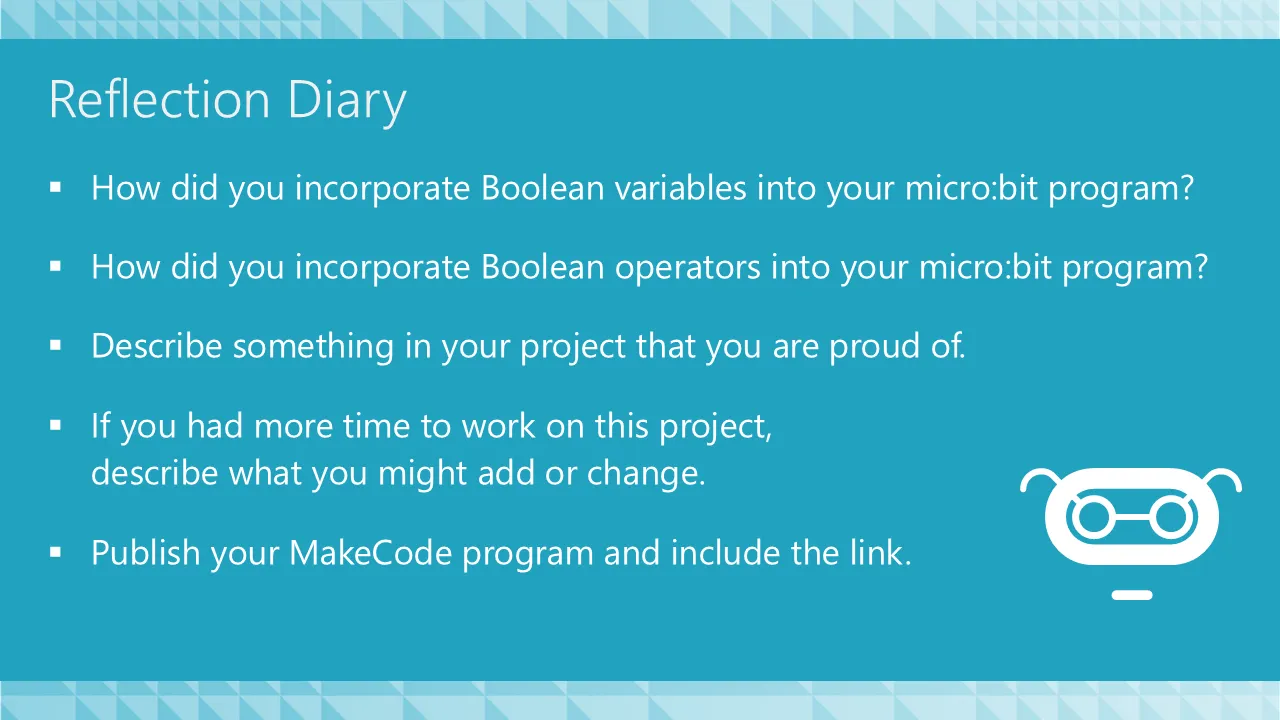 Reflection Diary
▪ How did you incorporate Boolean variables into your micro:bit program?
▪ How did you incorporate Boolean operators into your micro:bit program?
▪ Describe something in your project that you are proud of.
▪ If you had more time to work on this project,
describe what you might add or change.
▪ Publish your MakeCode program and include the link.